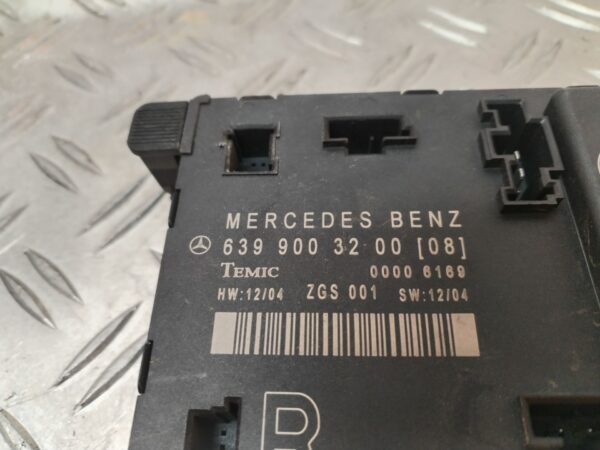 MERCEDES BENZ
639 900 32 00 [08]
TEMIC 0000 6169
HW:12/04 ZGS 001 SW:12/04
R